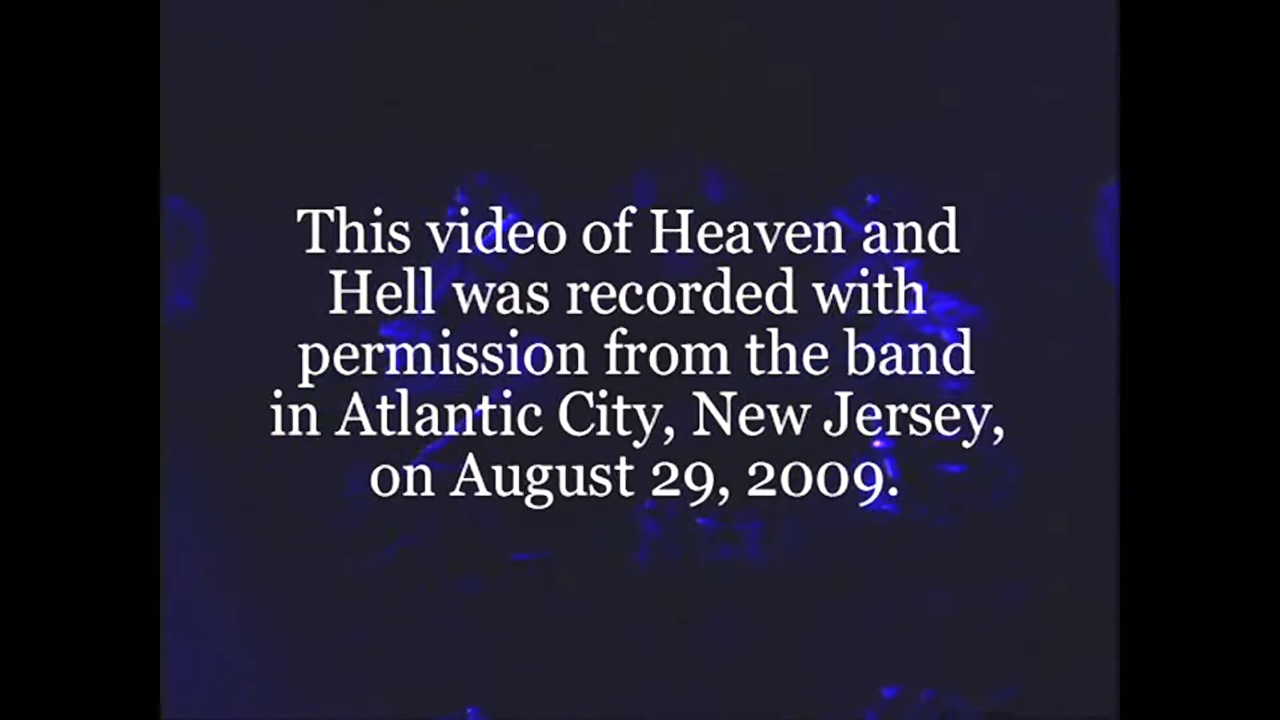 This video of Heaven and
Hell was recorded with
permission from the band
in Atlantic City, New Jersey,
on August 29, 2009.